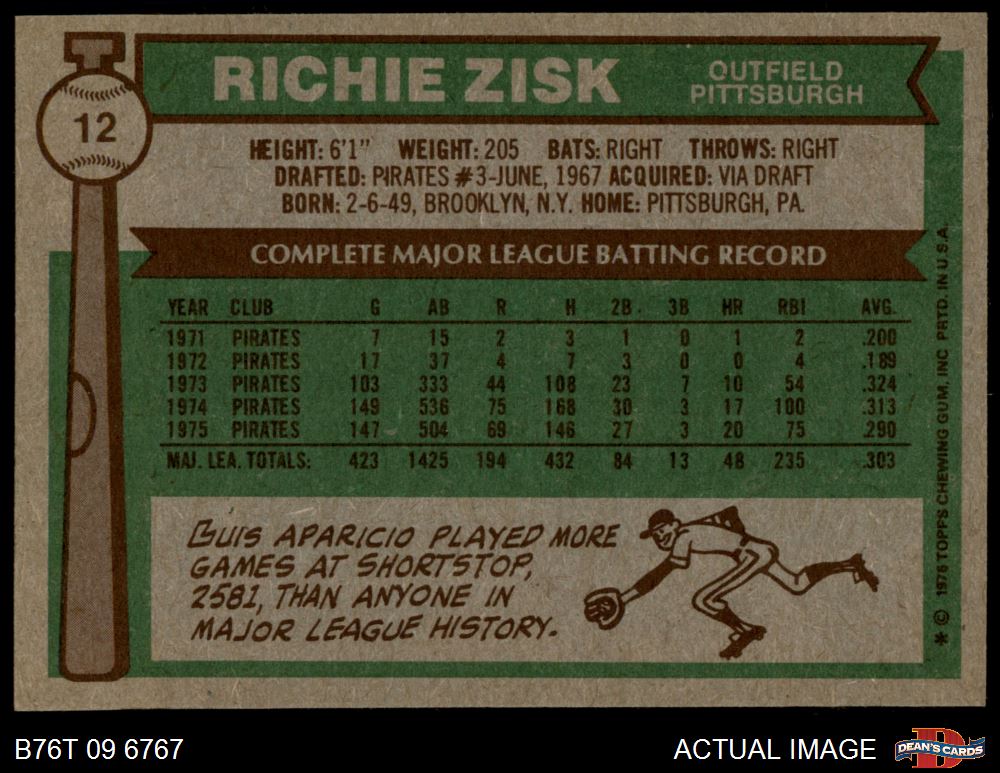 RICHIE ZISK
OUTFIELD
PITTSBURGH
12
HEIGHT: 6'1" WEIGHT: 205 BATS: RIGHT THROWS: RIGHT
DRAFTED: PIRATES #3-JUNE, 1967 ACQUIRED: VIA DRAFT
BORN: 2-6-49, BROOKLYN, N.Y. HOME: PITTSBURGH, PA.
COMPLETE MAJOR LEAGUE BATTING RECORD
YEAR CLUB G AB R H 2B. 3B HR RBI AVG.
1971 PIRATES 7 15 2 3 1 0 1 2 .200
1972 PIRATES 17 37 4 7 3 0 0 4 .189
1973 PIRATES 103 333 44 108 23 7 10 54 .324
1974 PIRATES 149 536 75 168 30 3 17 100 .313
1975 PIRATES 147 504 69 146 27 3 20 75 .290
MAJ. LEA. TOTALS: 423 1425 194 432 84 13 48 235 .303
LUIS APARICIO PLAYED MORE
GAMES AT SHORTSTOP,
2581, THAN ANYONE IN
MAJOR LEAGUE HISTORY.
* © 1976 TOPPS CHEWING GUM, INC PRTD. IN U.S.A.
B76T 09 6767
ACTUAL IMAGE
D
DEAN'S CARDS